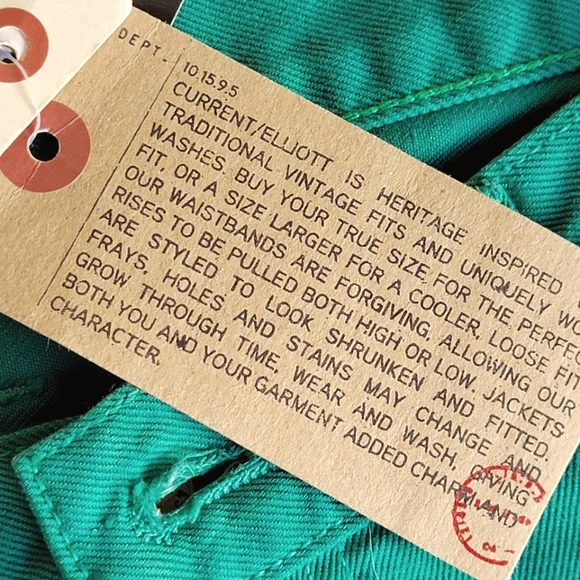 DEPT.
10.15.9.5
CURRENT/ELLIOTT IS HERITAGE INSPIRED
TRADITIONAL VINTAGE FITS AND UNIQUELY WO
WASHES. BUY YOUR TRUE SIZE FOR THE PERFE
FIT, OR A SIZE LARGER FOR A COOLER, LOOSE FIT
OUR WAISTBANDS ARE FORGIVING, ALLOWING OUR
RISES TO BE PULLED BOTH HIGH OR LOW. JACKETS
ARE STYLED TO LOOK SHRUNKEN AND FITTED.
FRAYS, HOLES AND STAINS MAY CHANGE AND
GROW THROUGH TIME, WEAR AND WASH, GIVING
BOTH YOU AND YOUR GARMENT ADDED CHARM AND
CHARACTER.